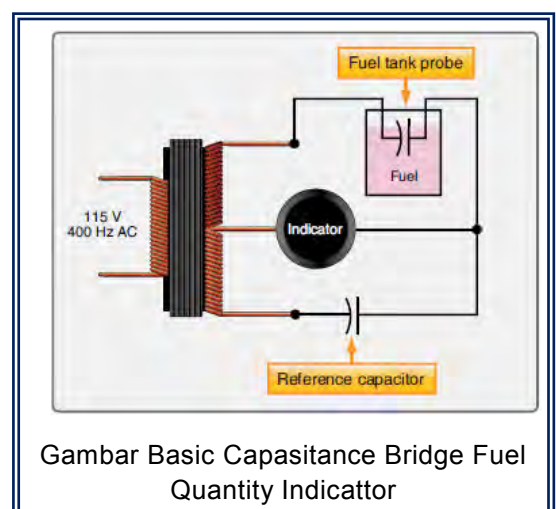 Fuel tank probe
Fuel
115 V
400 Hz AC
Indicator
Reference capacitor
Gambar Basic Capasitance Bridge Fuel
Quantity Indicattor